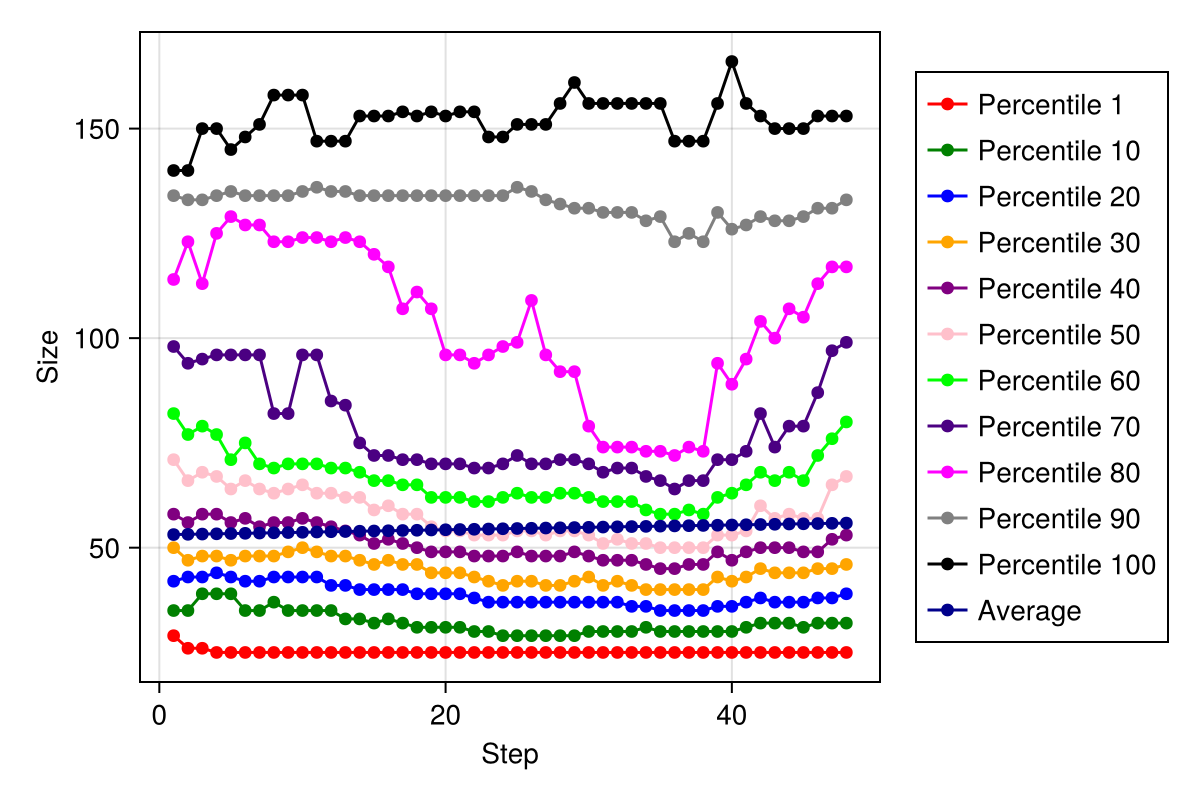 150
100
50
Size
0
20
40
Step
Percentile 1
Percentile 10
Percentile 20
Percentile 30
Percentile 40
Percentile 50
Percentile 60
Percentile 70
Percentile 80
Percentile 90
Percentile 100
Average